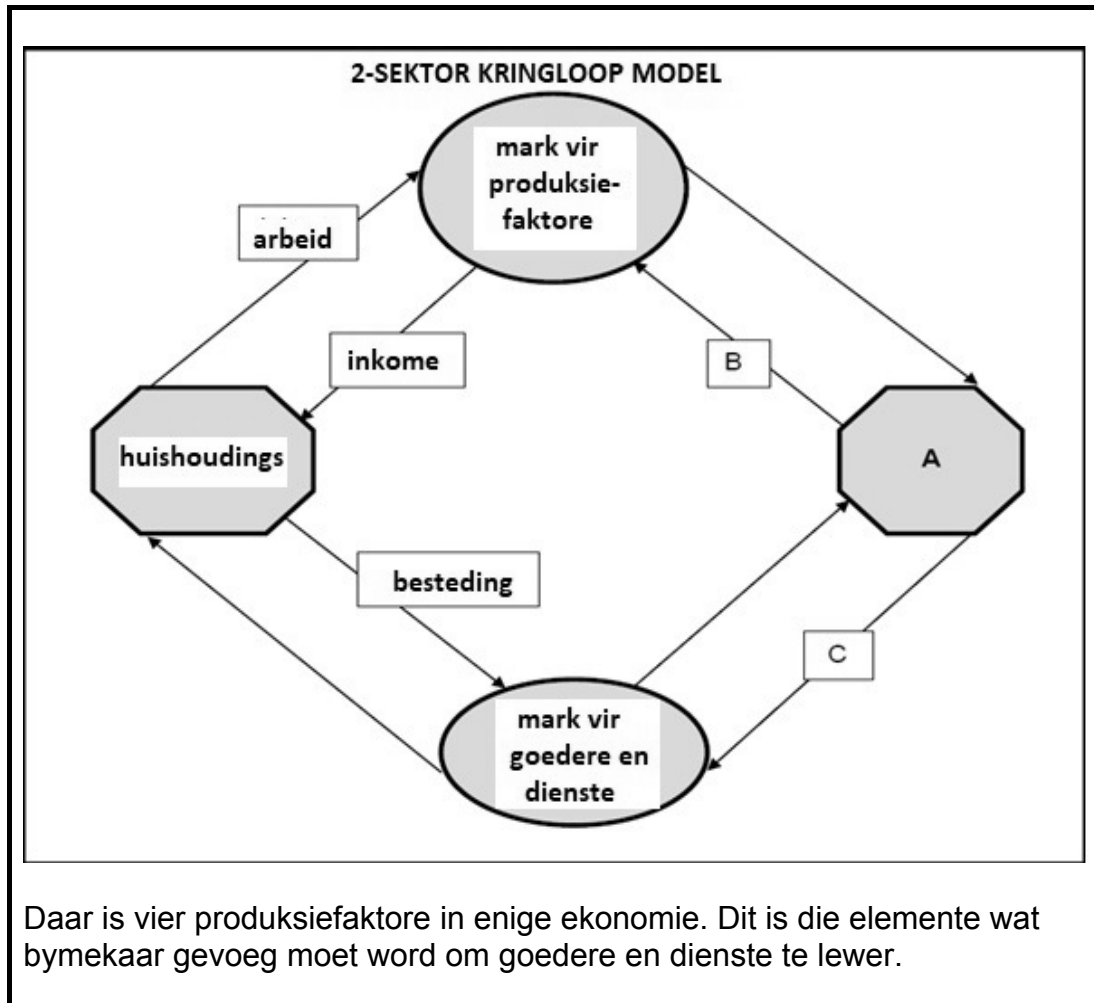 2-SEKTOR KRINGLOOP MODEL
mark vir
produksie-
faktore
arbeid
inkome
B
huishoudings
A
besteding
C
mark vir
goedere en
dienste
Daar is vier produksiefaktore in enige ekonomie. Dit is die elemente wat
bymekaar gevoeg moet word om goedere en dienste te lewer.